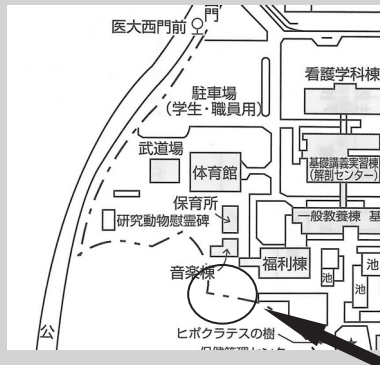 門
医大西門前
看護学科棟
駐車場
(学生・職員用)
武道場
体育館
基礎講義実習棟
(解剖センター)
保育所
研究動物慰霊碑
一般教養棟 基
音楽棟
福利棟
池
池
池
公
ヒポクラテスの樹